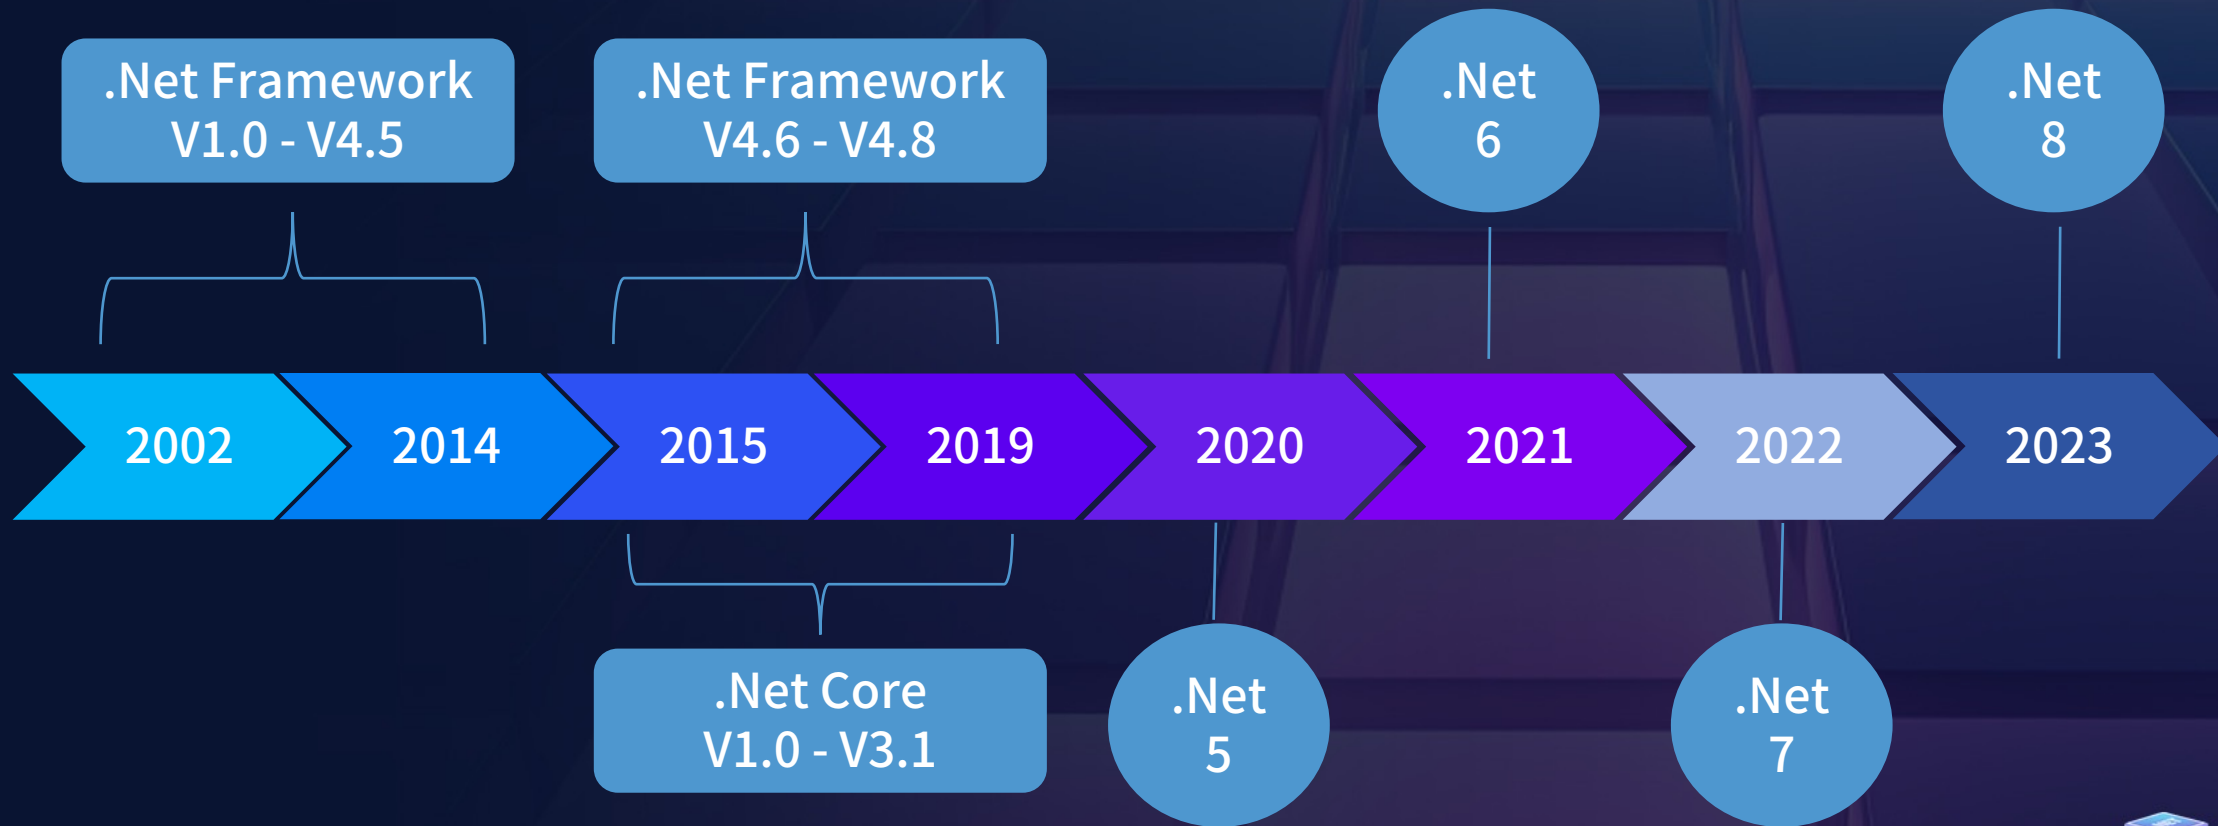 .Net Framework
V1.0 - V4.5
.Net Framework
V4.6 - V4.8
.Net
6
.Net
8
2002
2014
2015
2019
2020
2021
2022
2023
.Net Core
V1.0 - V3.1
.Net
5
.Net
7